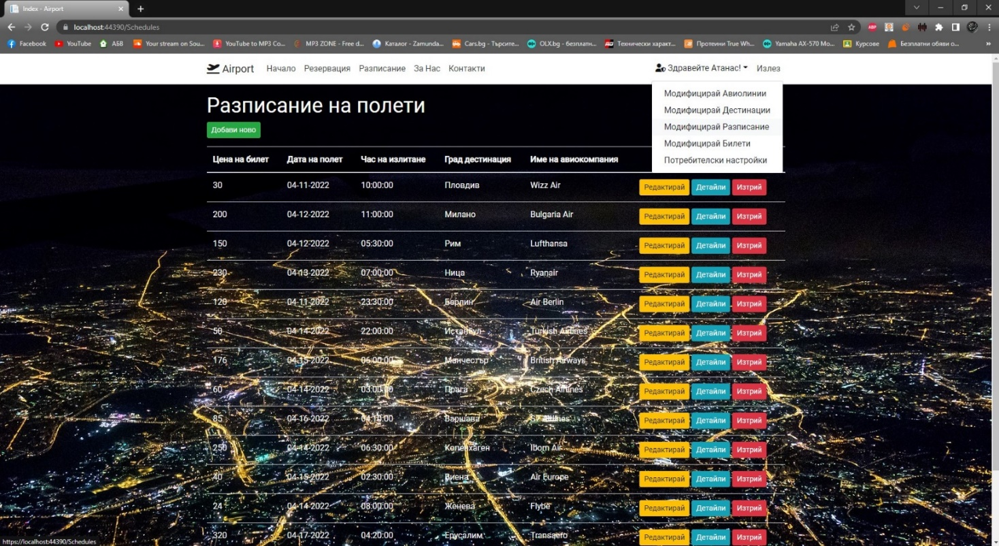 Index - Airport
localhost:44390/Schedules
Facebook YouTube АБВ Your stream on Sou... YouTube to MP3 Co... MP3 ZONE - Free d... Каталог - Zamunda... Cars.bg - Търсите... OLX.bg - безплатн... Технически характ... Протеини True Wh... Yamaha AX-570 Mo... Курсове Безплатни обяви о... »
Airport Начало Резервация Разписание За Нас Контакти Здравейте Атанас! Излез
Модифицирай Авиолинии
Модифицирай Дестинации
Модифицирай Разписание
Модифицирай Билети
Потребителски настройки
Разписание на полети
Добави ново
Цена на билет Дата на полет Час на излитане Град дестинация Име на авиокомпания
30 04-11-2022 10:00:00 Пловдив Wizz Air Редактирай Детайли Изтрий
200 04-12-2022 11:00:00 Милано Bulgaria Air Редактирай Детайли Изтрий
150 04-12-2022 05:30:00 Рим Lufthansa Редактирай Детайли Изтрий
230 04-13-2022 07:00:00 Ница Ryanair Редактирай Детайли Изтрий
120 04-11-2022 23:30:00 Берлин Air Berlin Редактирай Детайли Изтрий
50 04-14-2022 22:00:00 Истанбул Turkish Airlines Редактирай Детайли Изтрий
176 04-15-2022 06:00:00 Манчестър British Airways Редактирай Детайли Изтрий
60 04-14-2022 03:00:00 Прага Czech Airlines Редактирай Детайли Изтрий
85 04-16-2022 04:10:00 Варшава Airlines Редактирай Детайли Изтрий
250 04-14-2022 06:30:00 Копенхаген Ibom Air Редактирай Детайли Изтрий
40 04-15-2022 02:30:00 Виена Air Europe Редактирай Детайли Изтрий
24 04-14-2022 08:00:00 Женева Flybe Редактирай Детайли Изтрий
320 04-17-2022 04:20:00 Ерусалим Transaero Редактирай Детайли Изтрий
https://localhost:44390/Schedules